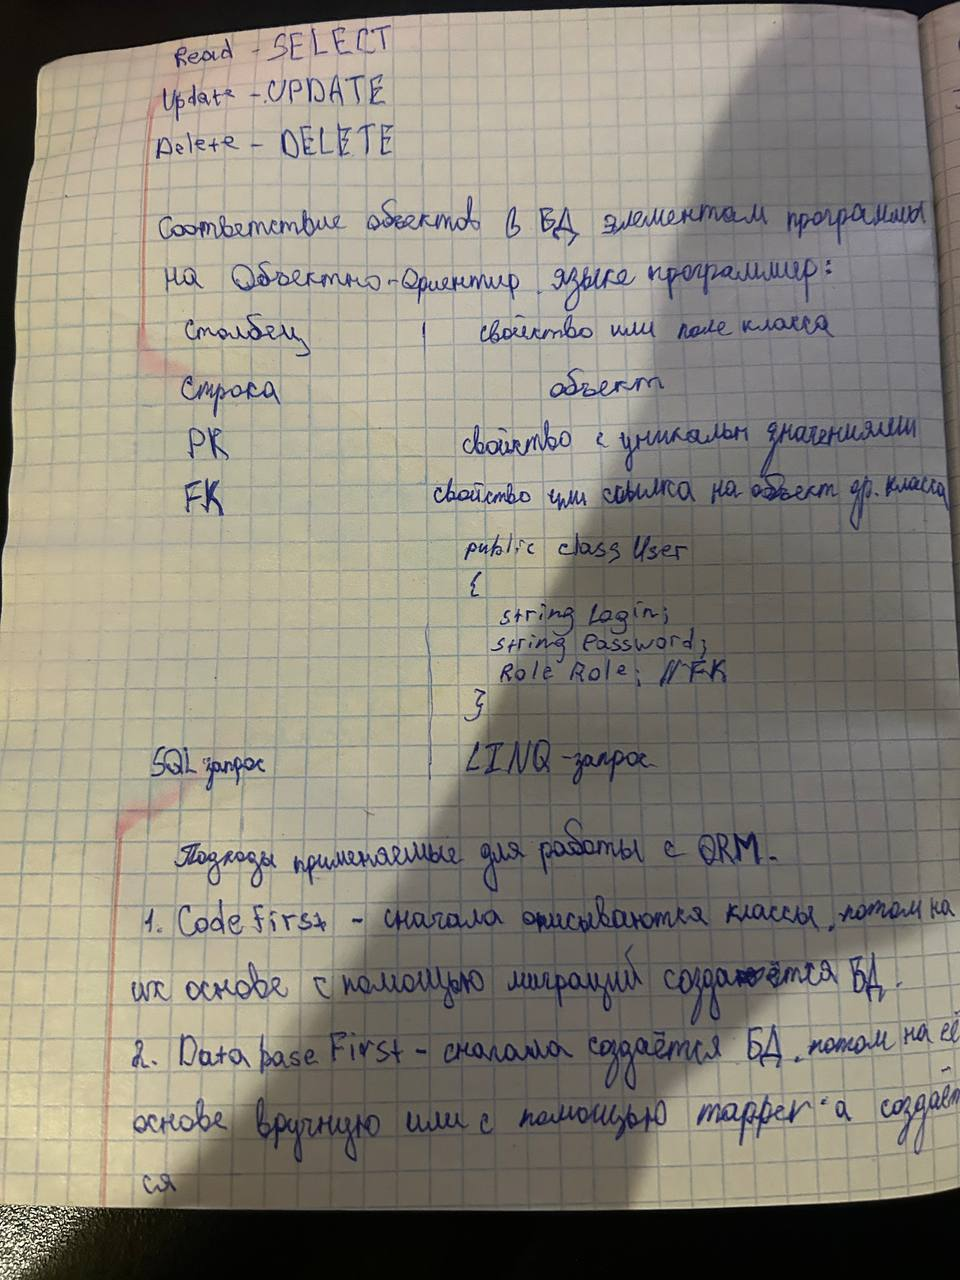 Read - SELECT
Update - UPDATE
Delete - DELETE
Соответствие объектов в БД элементам программы
на Объектно-Ориентир. языке программир:
Столбец | свойство или поле класса
Строка объект
PK свойство с уникальн значениями
FK свойство или ссылка на объект др. класса
public class User
{
string Login;
string Password;
Role Role; //FK
}
SQL запрос LINQ-запрос
Подходы применяемые для работы с ORM.
1. Code First - сначала описываются классы, потом на
их основе с помощью миграций создаётся БД.
2. Database First - сначала создаётся БД, потом на её
основе вручную или с помощью mapper'а создаёт
ся